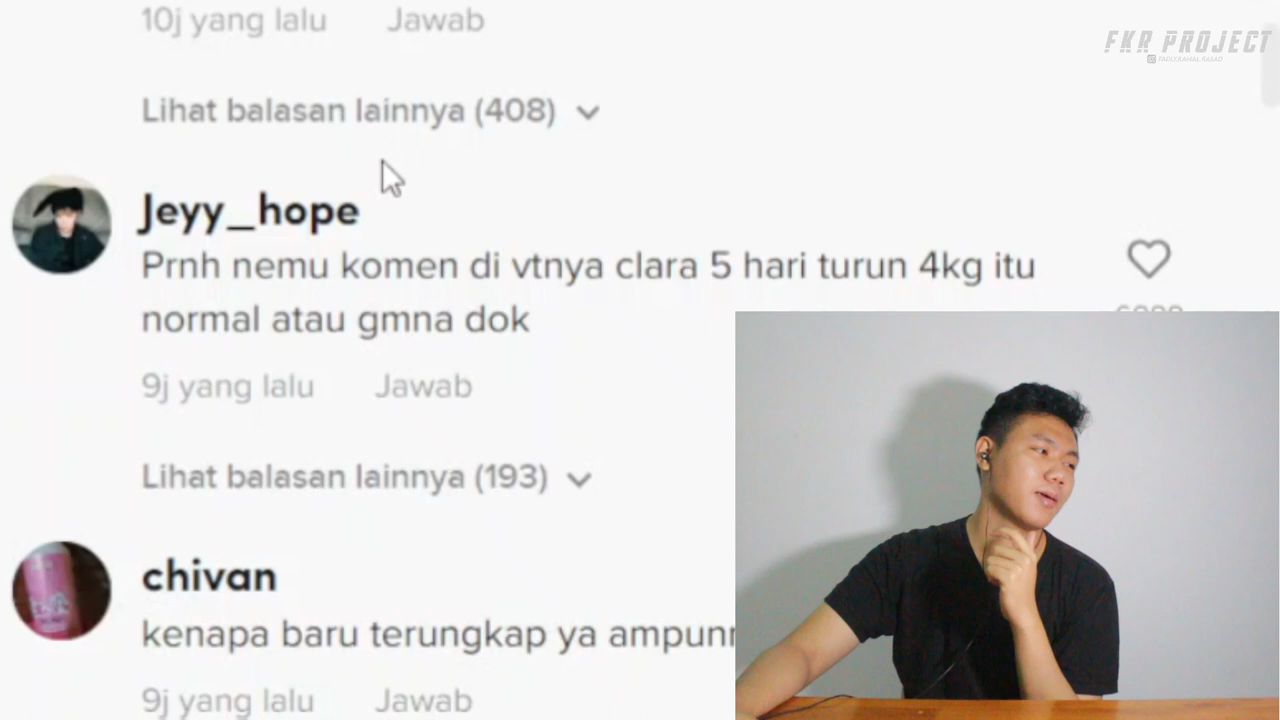 10j yang lalu Jawab
FKR PROJECT
FADLYKAMAL RASAD
Lihat balasan lainnya (408)
Jeyy_hope
Prnh nemu komen di vtnya clara 5 hari turun 4kg itu
normal atau gmna dok
9j yang lalu Jawab
Lihat balasan lainnya (193)
chivan
kenapa baru terungkap ya
9j yang lalu Jawab